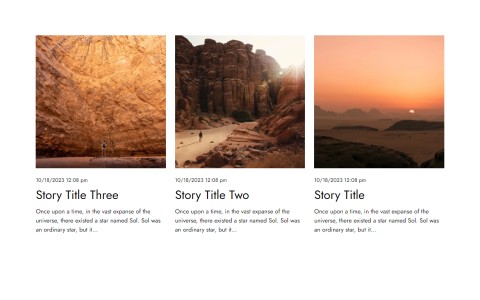 10/18/2023 12:08 pm
Story Title Three
Once upon a time, in the vast expanse of the
universe, there existed a star named Sol. Sol was
an ordinary star, but it...
10/18/2023 12:08 pm
Story Title Two
Once upon a time, in the vast expanse of the
universe, there existed a star named Sol. Sol was
an ordinary star, but it...
10/18/2023 12:08 pm
Story Title
Once upon a time, in the vast expanse of the
universe, there existed a star named Sol. Sol was
an ordinary star, but it...